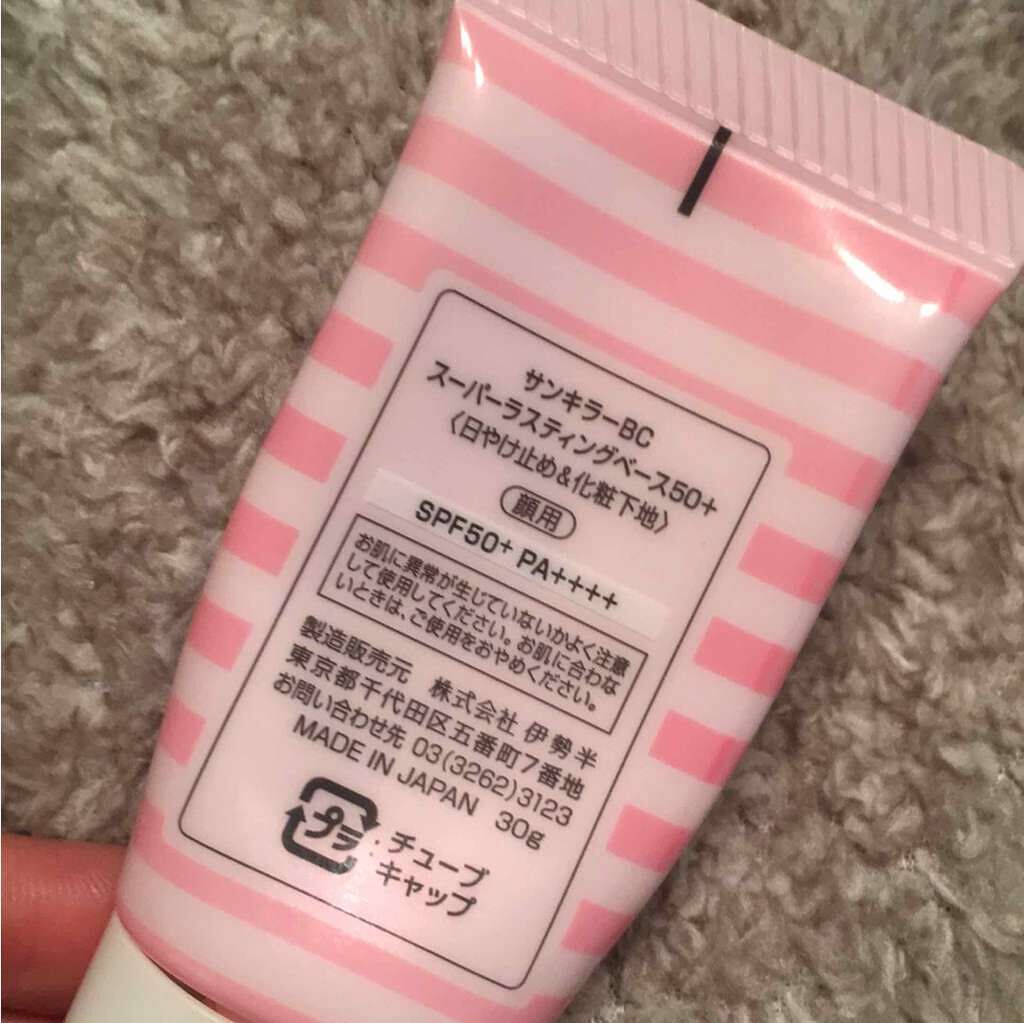 サンキラーBC
スーパーラスティングベース50+
〈日やけ止め&化粧下地〉
顔用
SPF50+ PA++++
お肌に異常が生じていないかよく注意
して使用してください。お肌に合わな
いときは、ご使用をおやめください。
製造販売元 株式会社 伊勢半
東京都千代田区五番町7番地
お問い合わせ先 03(3262)3123
MADE IN JAPAN 30g
プラ : チューブ
キャップ